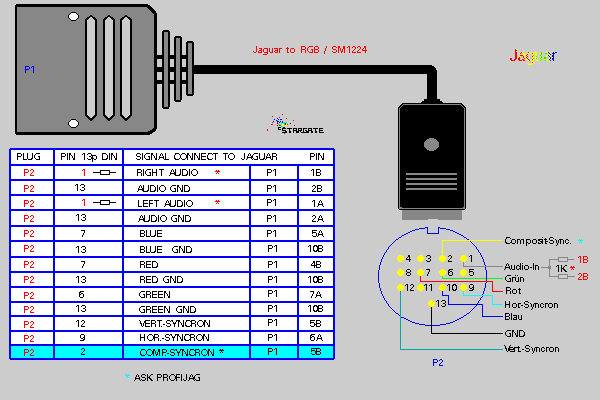 Jaguar to RGB / SM1224
Jaguar
P1
STARGATE
PLUG PIN 13p DIN SIGNAL CONNECT TO JAGUAR PIN
P2 1 RIGHT AUDIO * P1 1B
P2 13 AUDIO GND P1 2B
P2 1 LEFT AUDIO * P1 1A
P2 13 AUDIO GND P1 2A
P2 7 BLUE P1 5A
P2 13 BLUE GND P1 10B
P2 7 RED P1 4B
P2 13 RED GND P1 10B
P2 6 GREEN P1 7A
P2 13 GREEN GND P1 10B
P2 12 VERT.-SYNCRON P1 5B
P2 9 HOR.-SYNCRON P1 6A
P2 2 COMP.-SYNCRON * P1 5B
* ASK PROFIJAG
Composit-Sync. *
4 3 2 1
Audio-In 1K * 1B
2B
8 7 6 5
Grün
Rot
12 11 10 9
Hor-Syncron
13
Blau
GND
Vert.-Syncron
P2